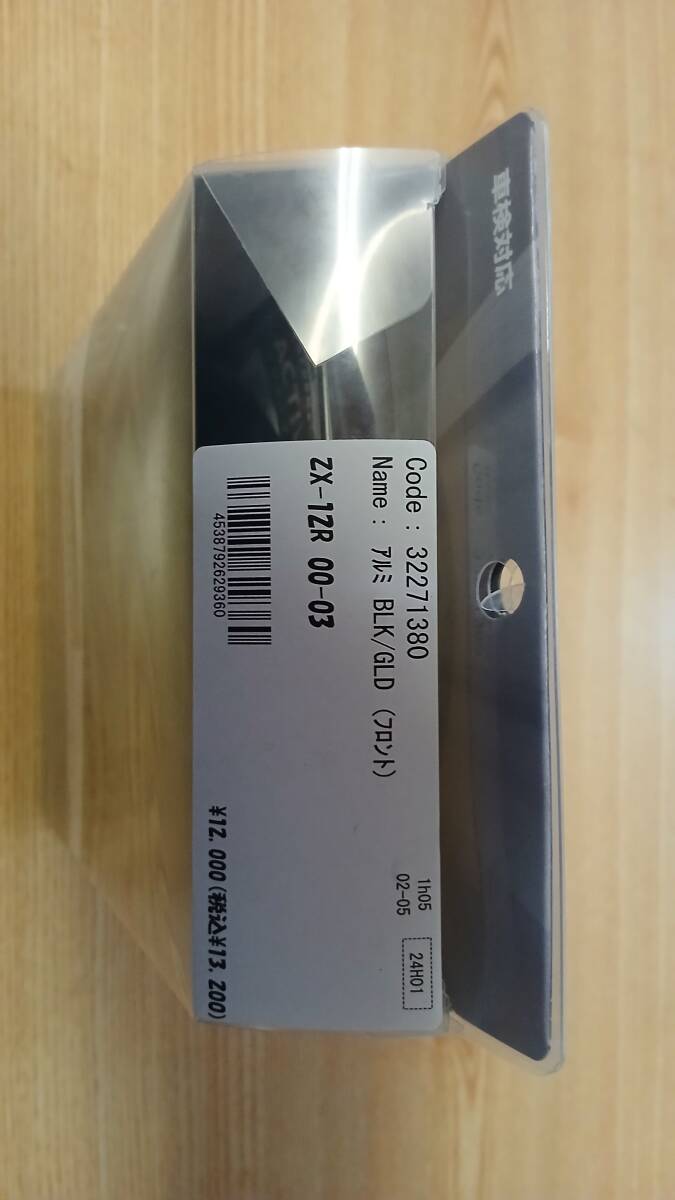 車検対応
Code : 32271380
Name : アルミ BLK/GLD (フロント)
1h05
02-05
24H01
ZX-12R 00-03
4538792629360
¥12,000(税込¥13,200)